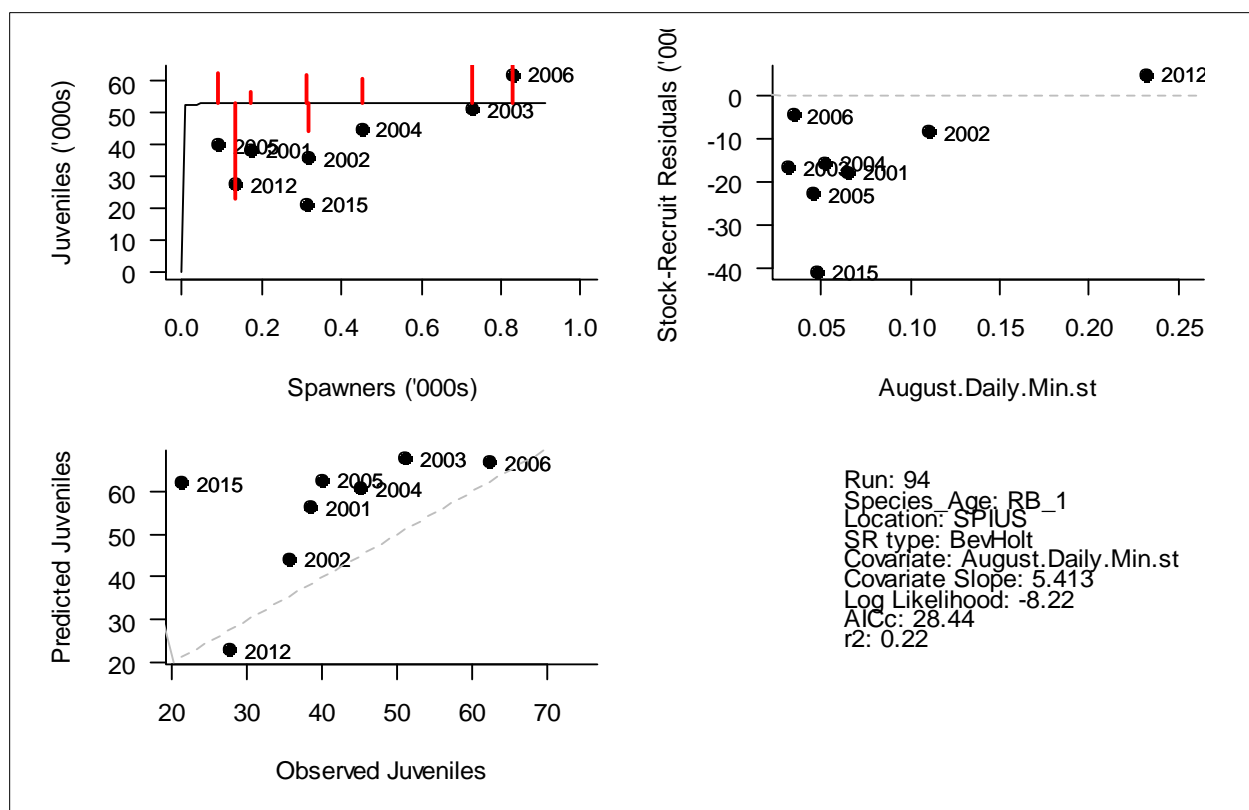 Juveniles ('000s)
60
50
40
30
20
10
0
2006
2003
2004
2005
2001
2002
2012
2015
0.0 0.2 0.4 0.6 0.8 1.0
Spawners ('000s)
Stock-Recruit Residuals ('00
0
-10
-20
-30
-40
2012
2006
2002
2003
2004
2001
2005
2015
0.05 0.10 0.15 0.20 0.25
August.Daily.Min.st
Predicted Juveniles
60
50
40
30
20
2003
2006
2015
2005
2004
2001
2002
2012
20 30 40 50 60 70
Observed Juveniles
Run: 94
Species_Age: RB_1
Location: SPIUS
SR type: BevHolt
Covariate: August.Daily.Min.st
Covariate Slope: 5.413
Log Likelihood: -8.22
AICc: 28.44
r2: 0.22